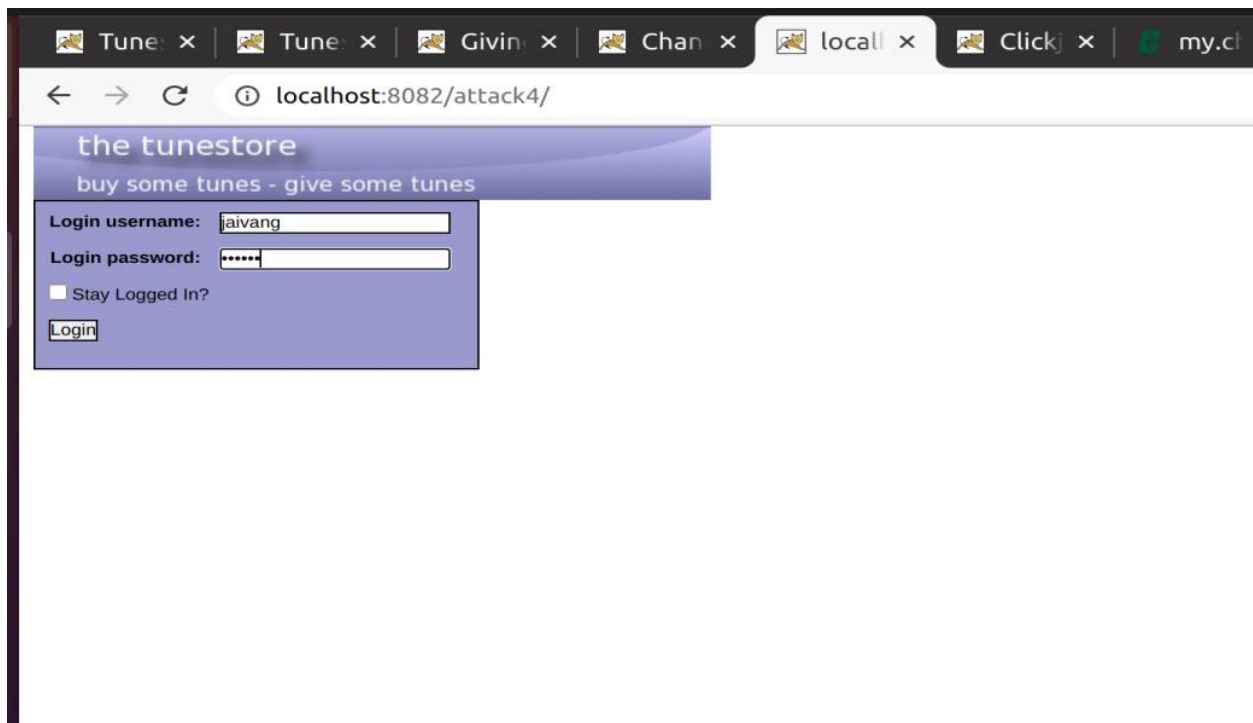 Tune Tune Givin Chan locall Clickj my.ch
localhost:8082/attack4/
the tunestore
buy some tunes - give some tunes
Login username: jaivang
Login password: ••••••
Stay Logged In?
Login